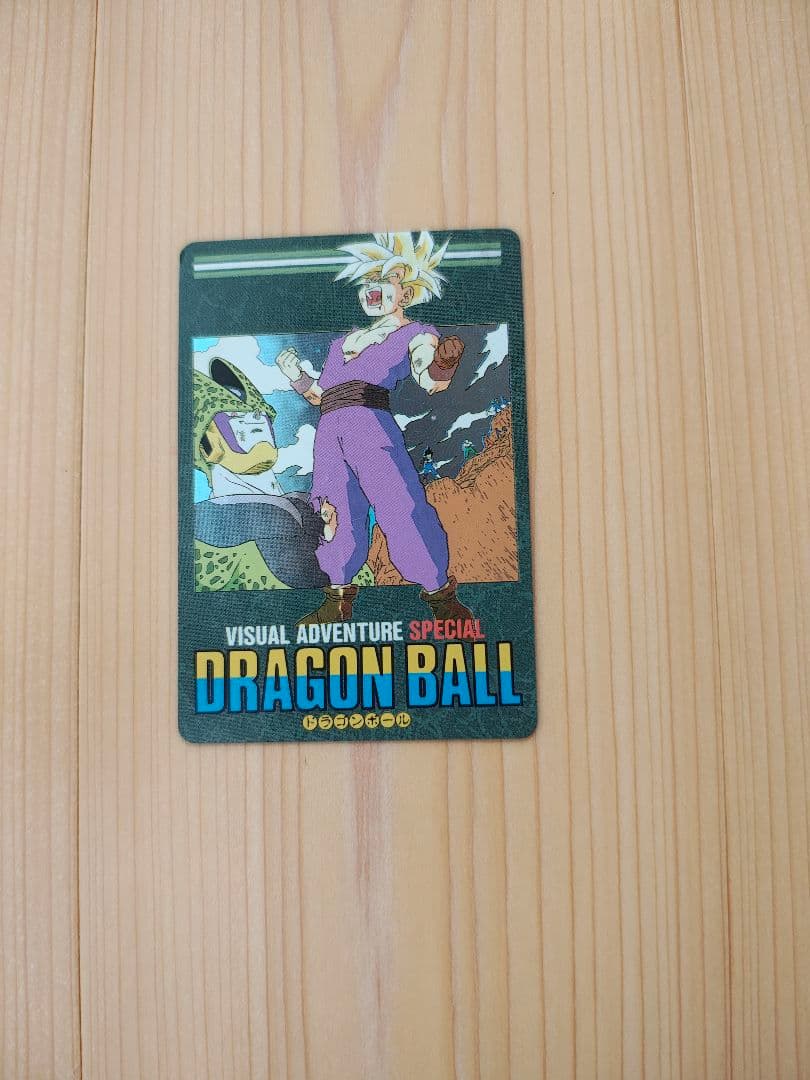 VISUAL ADVENTURE SPECIAL
DRAGON BALL
ドラゴンボール